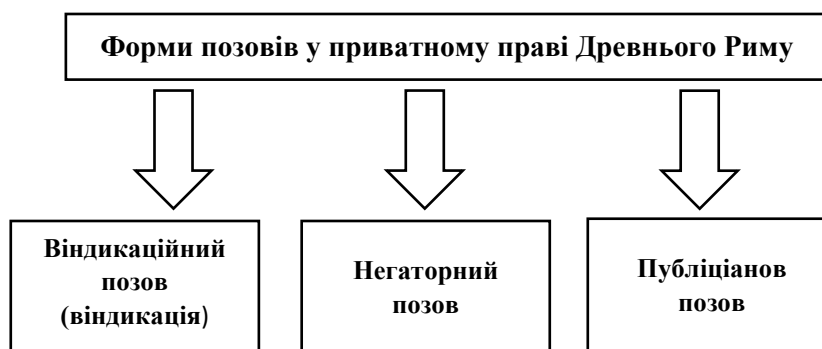 Форми позовів у приватному праві Древнього Риму
Віндикаційний
позов
(віндикація)
Негаторний
позов
Публіціанов
позов